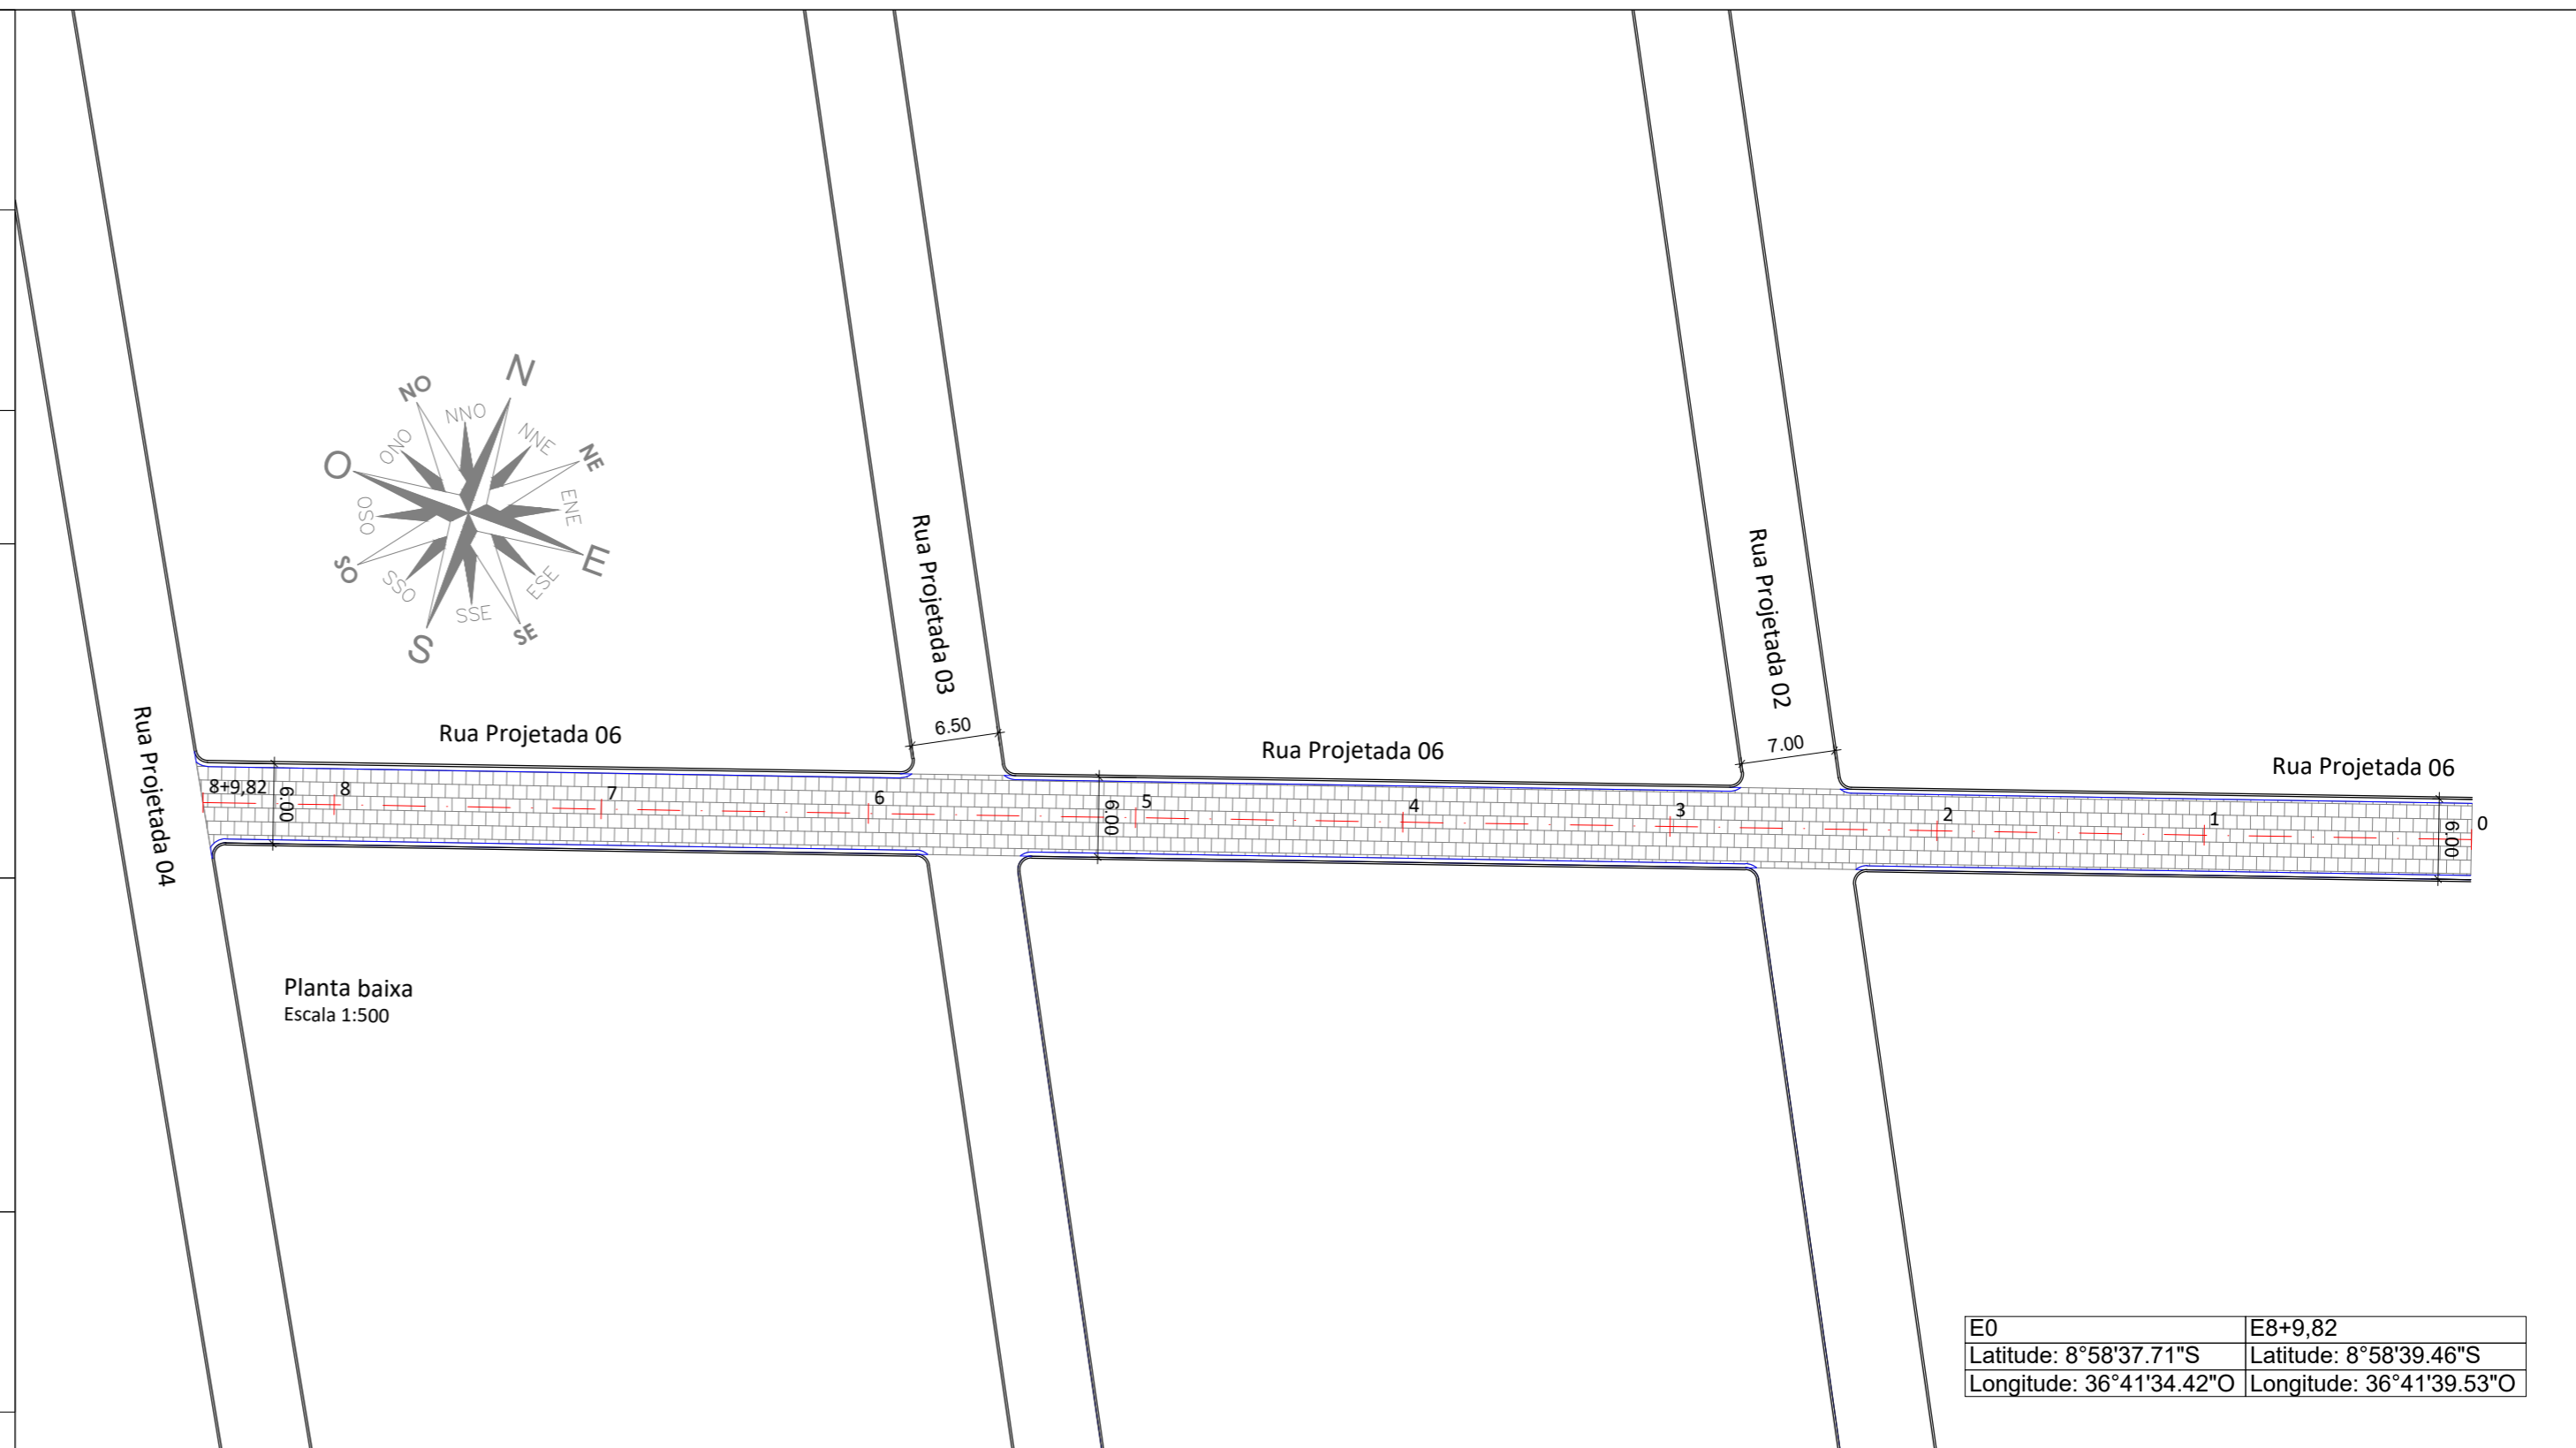 N
NO
NNO
NNE
NE
ONO
O
ENE
OSO
E
SO
SSO
SSE
ESE
SE
S
Rua Projetada 03
Rua Projetada 02
Rua Projetada 04
Rua Projetada 06
6.50
Rua Projetada 06
7.00
Rua Projetada 06
8+9,82
6.00
8
7
6
6.00
5
4
3
2
1
6.00
0
Planta baixa
Escala 1:500
E0
E8+9,82
Latitude: 8°58'37.71"S
Latitude: 8°58'39.46"S
Longitude: 36°41'34.42"O
Longitude: 36°41'39.53"O